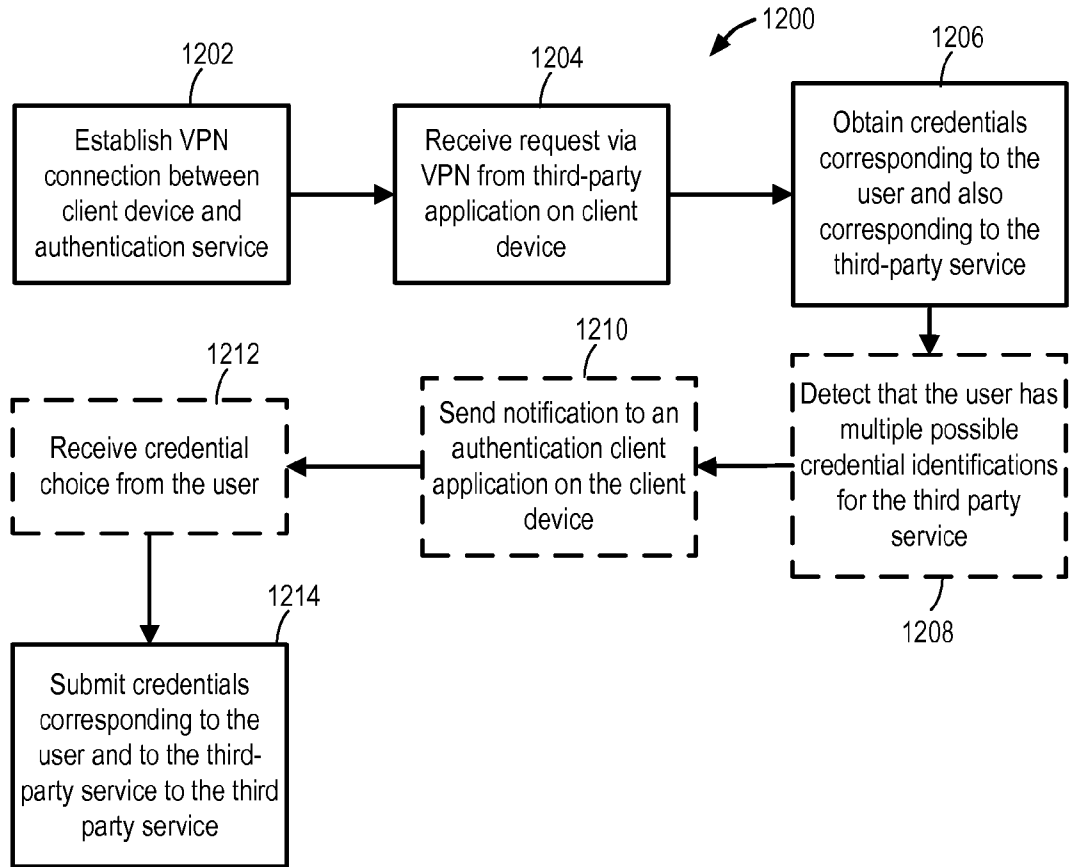 1200
1202
Establish VPN
connection between
client device and
authentication service
1204
Receive request via
VPN from third-party
application on client
device
1206
Obtain credentials
corresponding to the
user and also
corresponding to the
third-party service
Detect that the user has
multiple possible
credential identifications
for the third party
service
1208
1210
Send notification to an
authentication client
application on the client
device
1212
Receive credential
choice from the user
1214
Submit credentials
corresponding to the
user and to the third-
party service to the third
party service